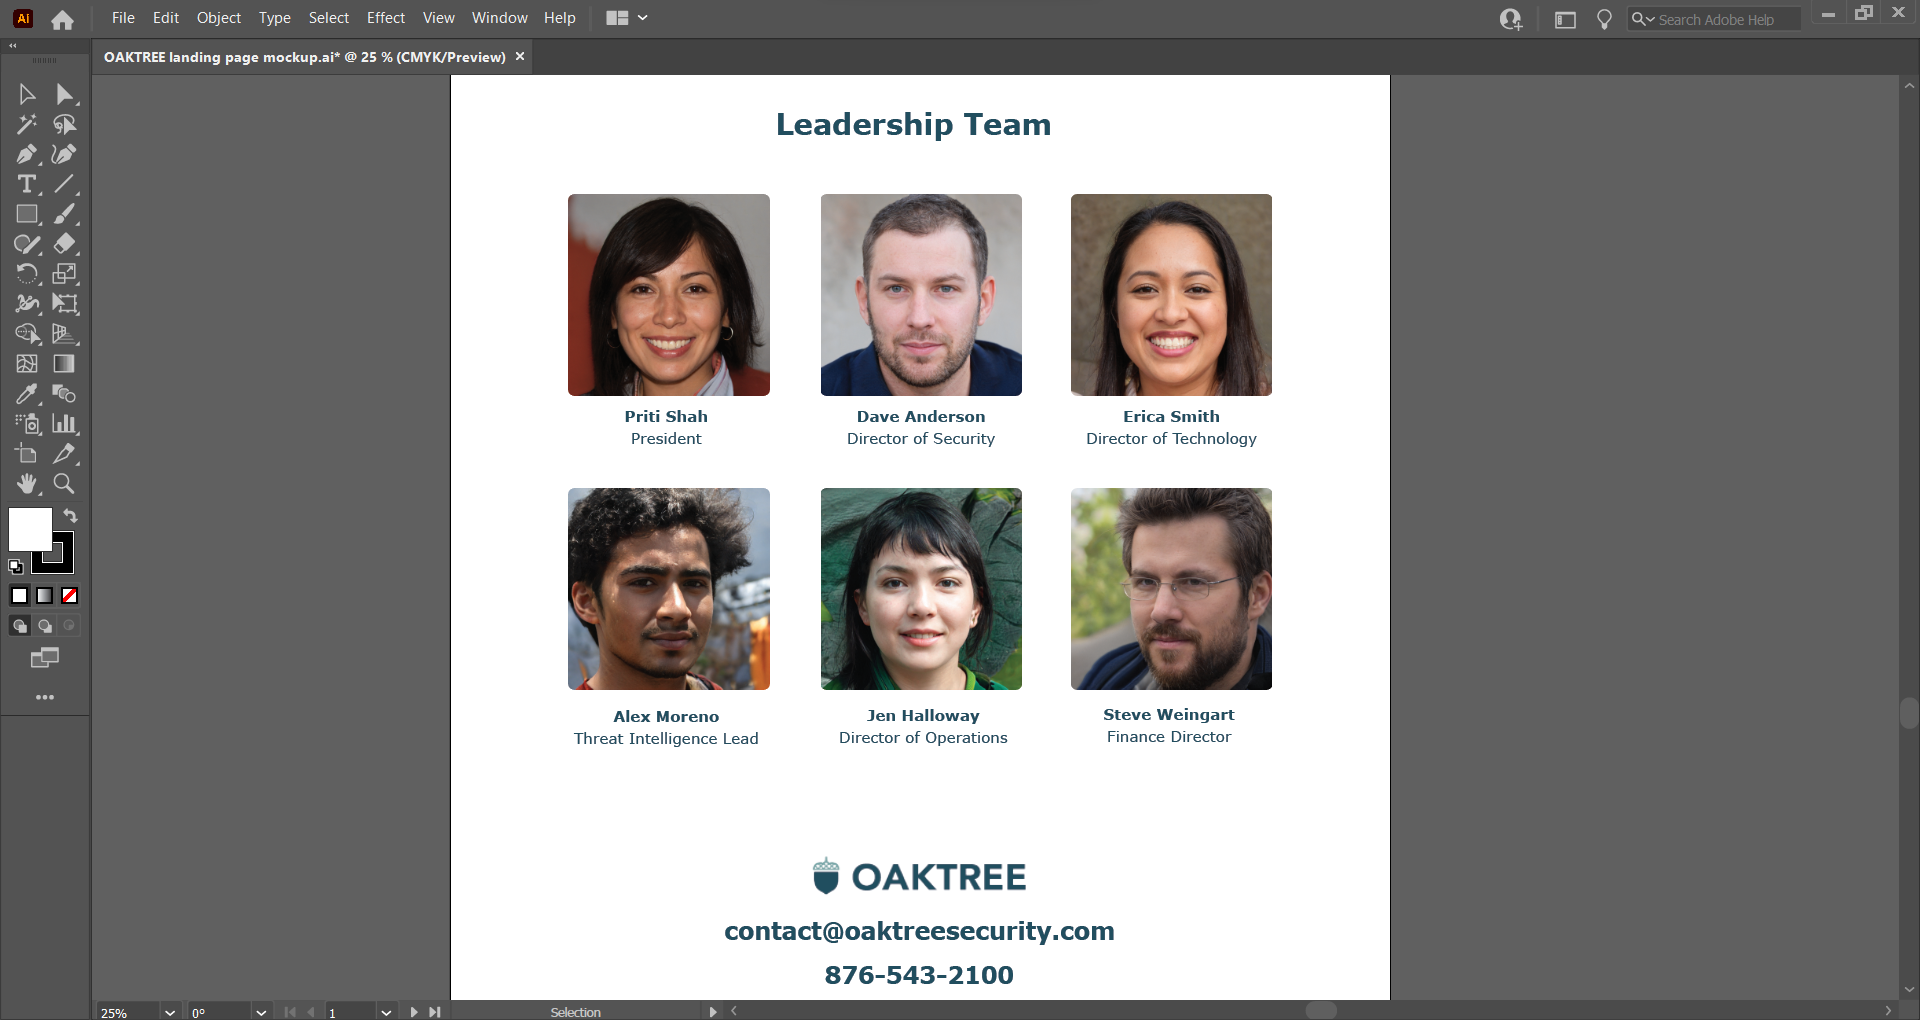 Ai File Edit Object Type Select Effect View Window Help Search Adobe Help
OAKTREE landing page mockup.ai* @ 25 % (CMYK/Preview) ×
Leadership Team
Priti Shah Dave Anderson Erica Smith
President Director of Security Director of Technology
Alex Moreno Jen Halloway Steve Weingart
Threat Intelligence Lead Director of Operations Finance Director
OAKTREE
contact@oaktreesecurity.com
876-543-2100
25% 0° 1 Selection